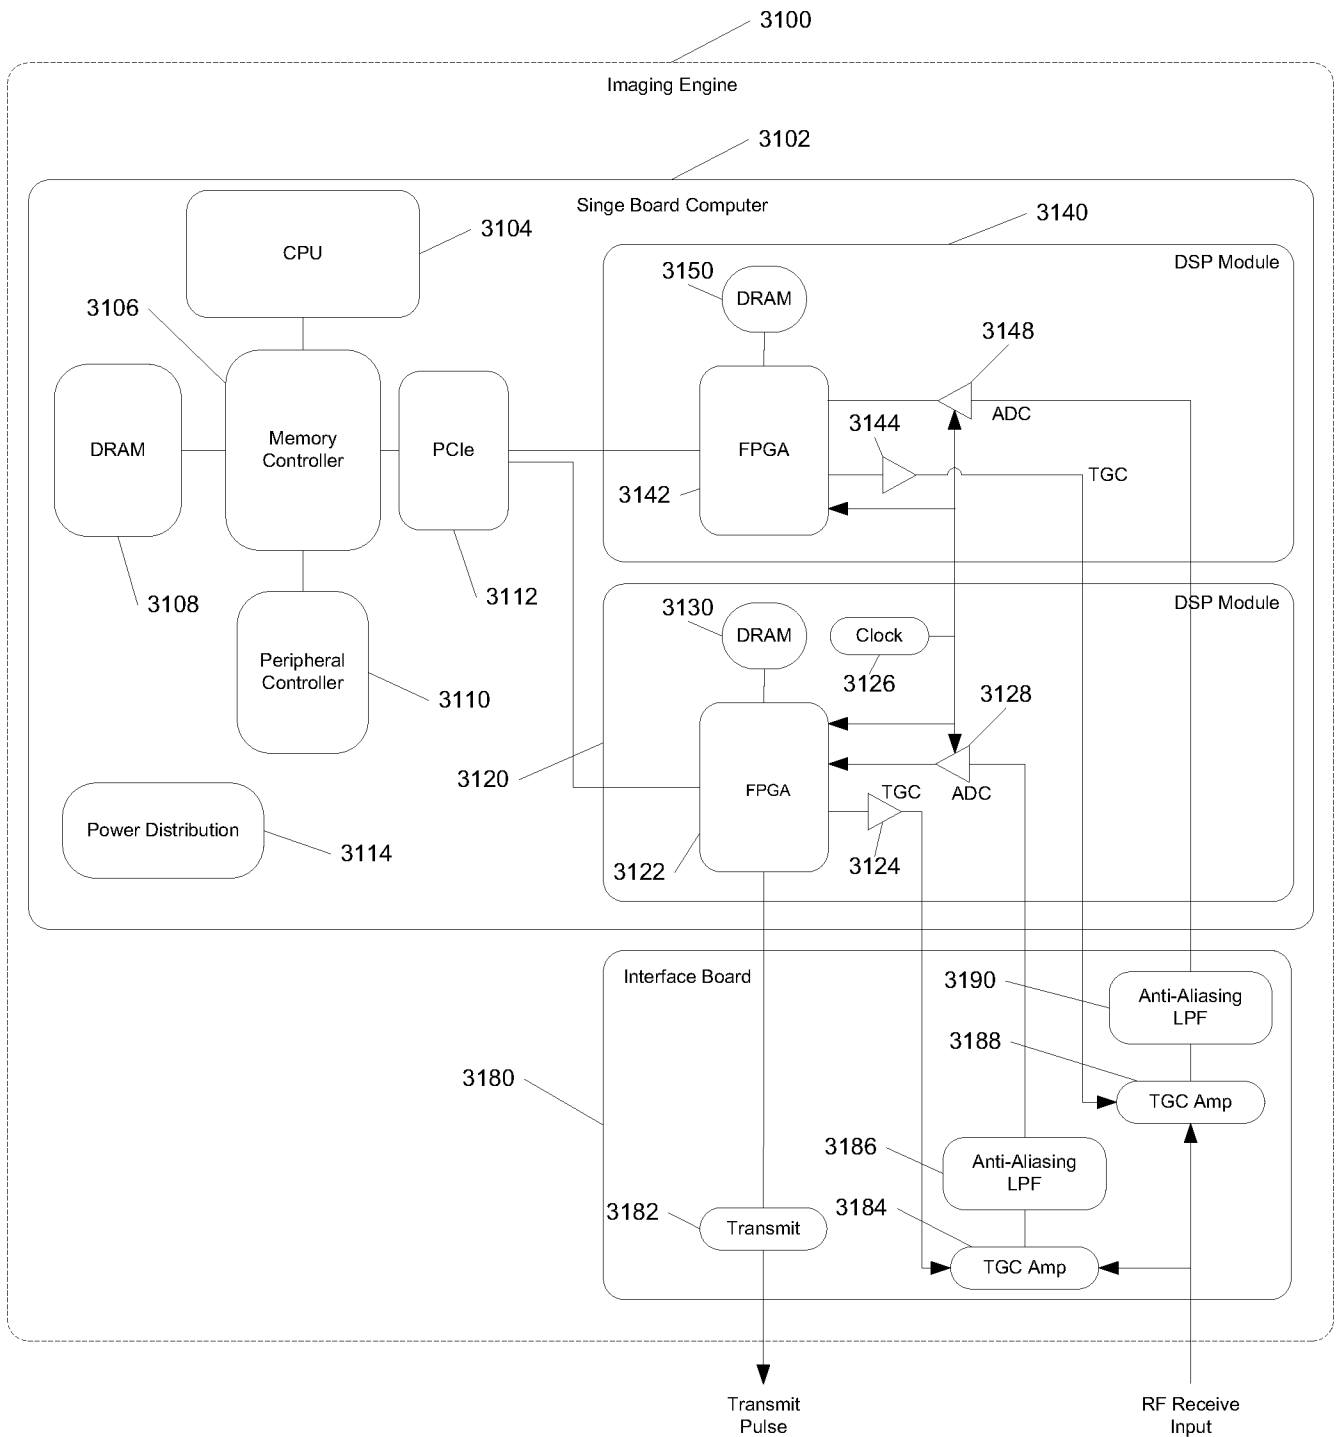 3100
Imaging Engine
3102
Singe Board Computer
3140
CPU
3104
DSP Module
3150
DRAM
3106
3148
ADC
DRAM
Memory
Controller
PCIe
FPGA
3144
TGC
3142
3108
3112
3130
DRAM
DSP Module
Clock
3126
Peripheral
Controller
3110
3128
3120
FPGA
ADC
TGC
Power Distribution
3114
3122
3124
Interface Board
3190
Anti-Aliasing
LPF
3188
3180
TGC Amp
3186
Anti-Aliasing
LPF
3182
Transmit
3184
TGC Amp
Transmit
Pulse
RF Receive
Input